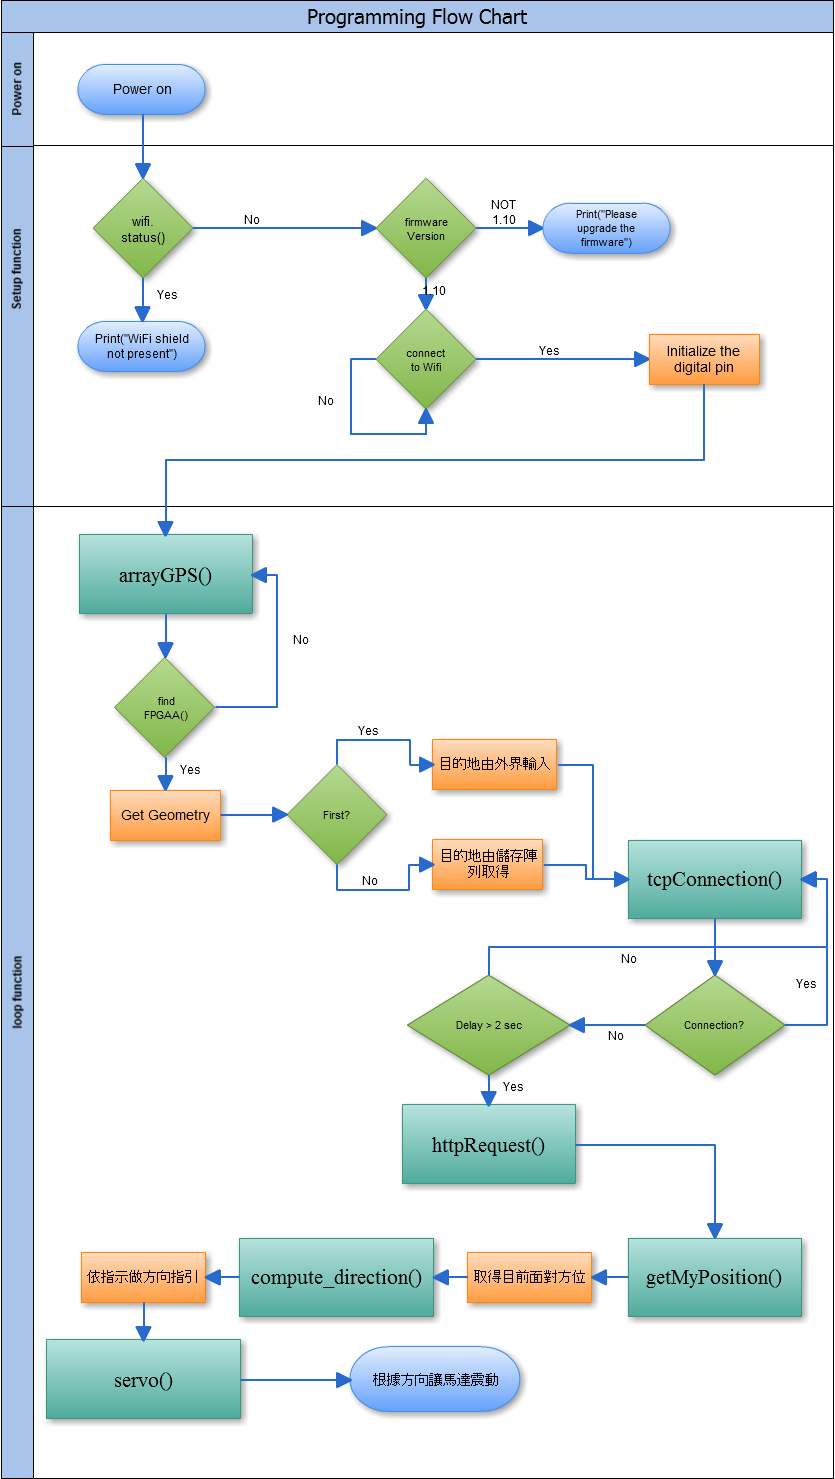 Programming Flow Chart
Power on
Power on
Setup function
wifi.
status()
No
firmware
Version
NOT
1.10
Print("Please
upgrade the
firmware")
Yes
1.10
Print("WiFi shield
not present")
connect
to Wifi
Yes
No
Initialize the
digital pin
loop function
arrayGPS()
No
find
FPGAA()
Yes
Get Geometry
First?
Yes
目的地由外界輸入
No
目的地由儲存陣
列取得
tcpConnection()
No
Yes
Delay > 2 sec
No
Connection?
Yes
httpRequest()
getMyPosition()
取得目前面對方位
compute_direction()
依指示做方向指引
servo()
根據方向讓馬達震動